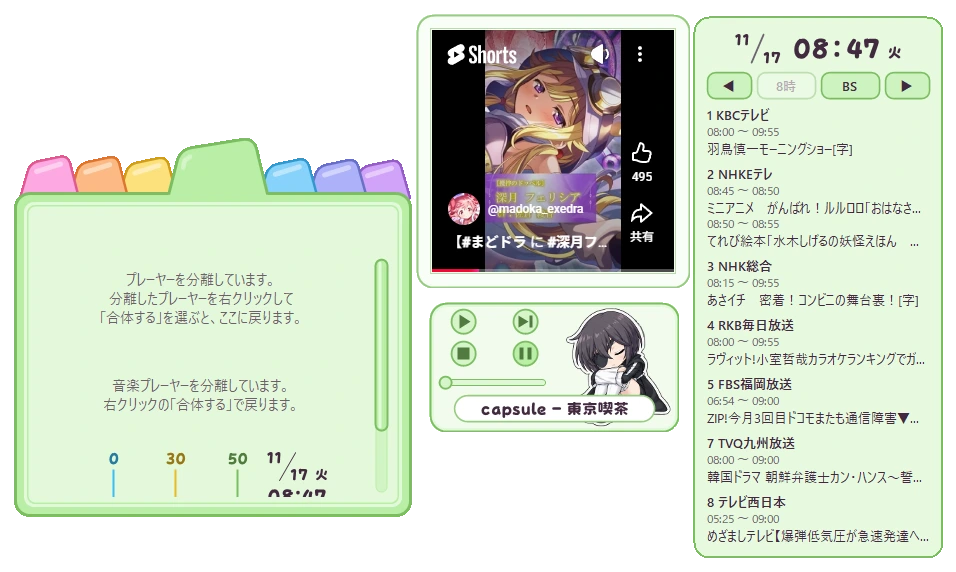 プレーヤーを分離しています。
分離したプレーヤーを右クリックして
「合体する」を選ぶと、ここに戻ります。
音楽プレーヤーを分離しています。
右クリックの「合体する」で戻ります。
0 30 50 11/17 火
08:47
Shorts
495
深月 フェリシア
@madoka_exedra
共有
【#まどドラ に #深月フ...
capsule - 東京喫茶
11/17 08:47 火
◀ 8時 BS ▶
1 KBCテレビ
08:00 ～ 09:55
羽鳥慎一モーニングショー[字]
2 NHKEテレ
08:45 ～ 08:50
ミニアニメ　がんばれ！ルルロロ「おはなさ...
08:50 ～ 08:55
てれび絵本「水木しげるの妖怪えほん　...
3 NHK総合
08:15 ～ 09:55
あさイチ　密着！コンビニの舞台裏！[字]
4 RKB毎日放送
08:00 ～ 09:55
ラヴィット!小室哲哉カラオケランキングでガ...
5 FBS福岡放送
06:54 ～ 09:00
ZIP!今月3回目ドコモまたも通信障害▼...
7 TVQ九州放送
08:00 ～ 09:00
韓国ドラマ 朝鮮弁護士カン・ハンス～誓...
8 テレビ西日本
05:25 ～ 09:00
めざましテレビ【爆弾低気圧が急速発達へ...